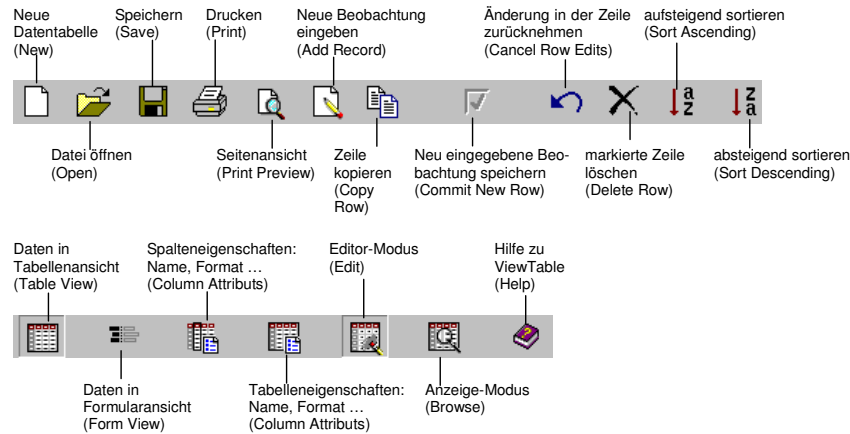 Neue
Datentabelle
(New)
Speichern
(Save)
Drucken
(Print)
Neue Beobachtung
eingeben
(Add Record)
Änderung in der Zeile
zurücknehmen
(Cancel Row Edits)
aufsteigend sortieren
(Sort Ascending)
a
z
z
a
Datei öffnen
(Open)
Seitenansicht
(Print Preview)
Zeile
kopieren
(Copy
Row)
Neu eingegebene Beo-
bachtung speichern
(Commit New Row)
markierte Zeile
löschen
(Delete Row)
absteigend sortieren
(Sort Descending)
Daten in
Tabellenansicht
(Table View)
Spalteneigenschaften:
Name, Format …
(Column Attributs)
Editor-Modus
(Edit)
Hilfe zu
ViewTable
(Help)
?
Daten in
Formularansicht
(Form View)
Tabelleneigenschaften:
Name, Format …
(Column Attributs)
Anzeige-Modus
(Browse)